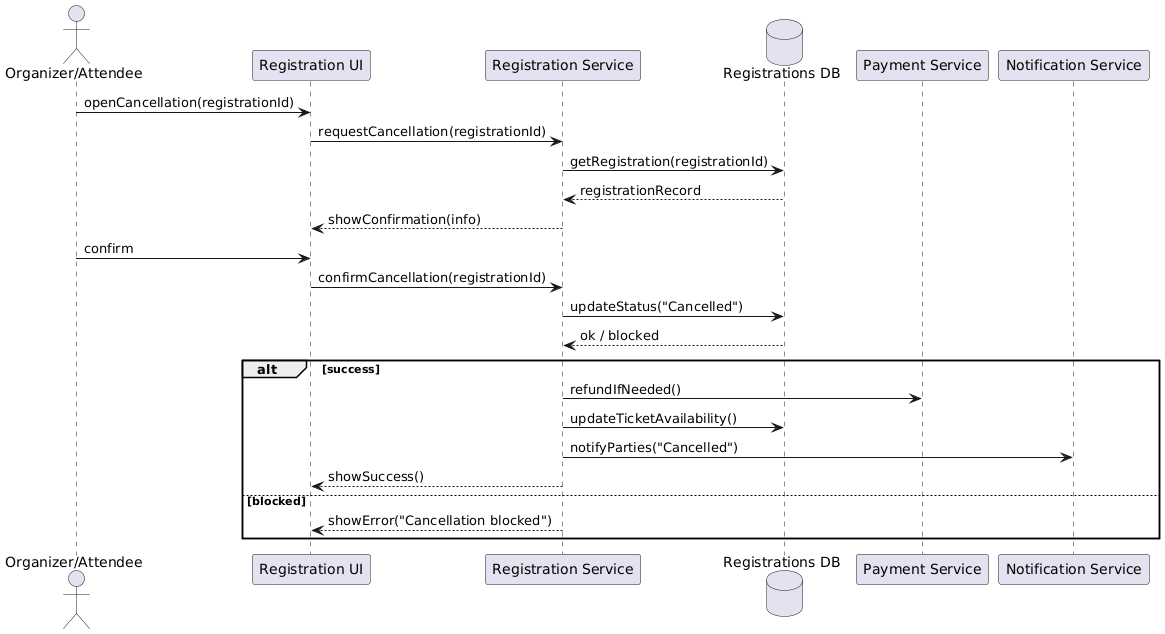 Organizer/Attendee
Registration UI
Registration Service
Registrations DB
Payment Service
Notification Service
openCancellation(registrationId)
requestCancellation(registrationId)
getRegistration(registrationId)
registrationRecord
showConfirmation(info)
confirm
confirmCancellation(registrationId)
updateStatus("Cancelled")
ok / blocked
alt
[success]
refundIfNeeded()
updateTicketAvailability()
notifyParties("Cancelled")
showSuccess()
[blocked]
showError("Cancellation blocked")
Organizer/Attendee
Registration UI
Registration Service
Registrations DB
Payment Service
Notification Service